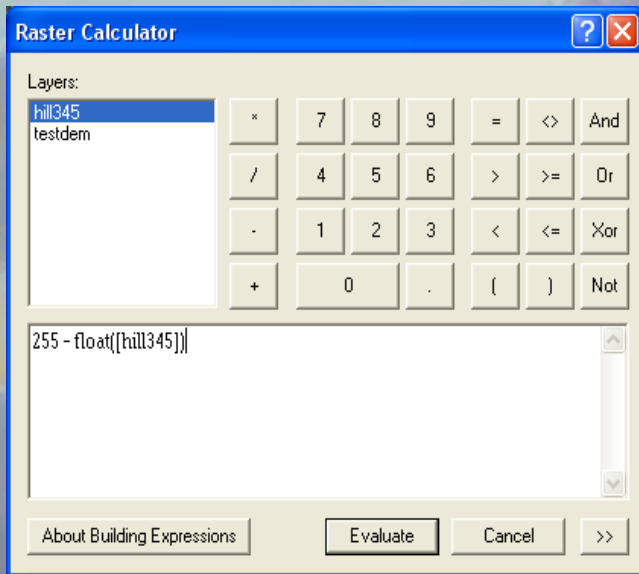 Raster Calculator
Layers:
hill345
testdem
* 7 8 9 = <> And
/ 4 5 6 > >= Or
- 1 2 3 < <= Xor
+ 0 . ( ) Not
255 - float([hill345])
About Building Expressions Evaluate Cancel >>